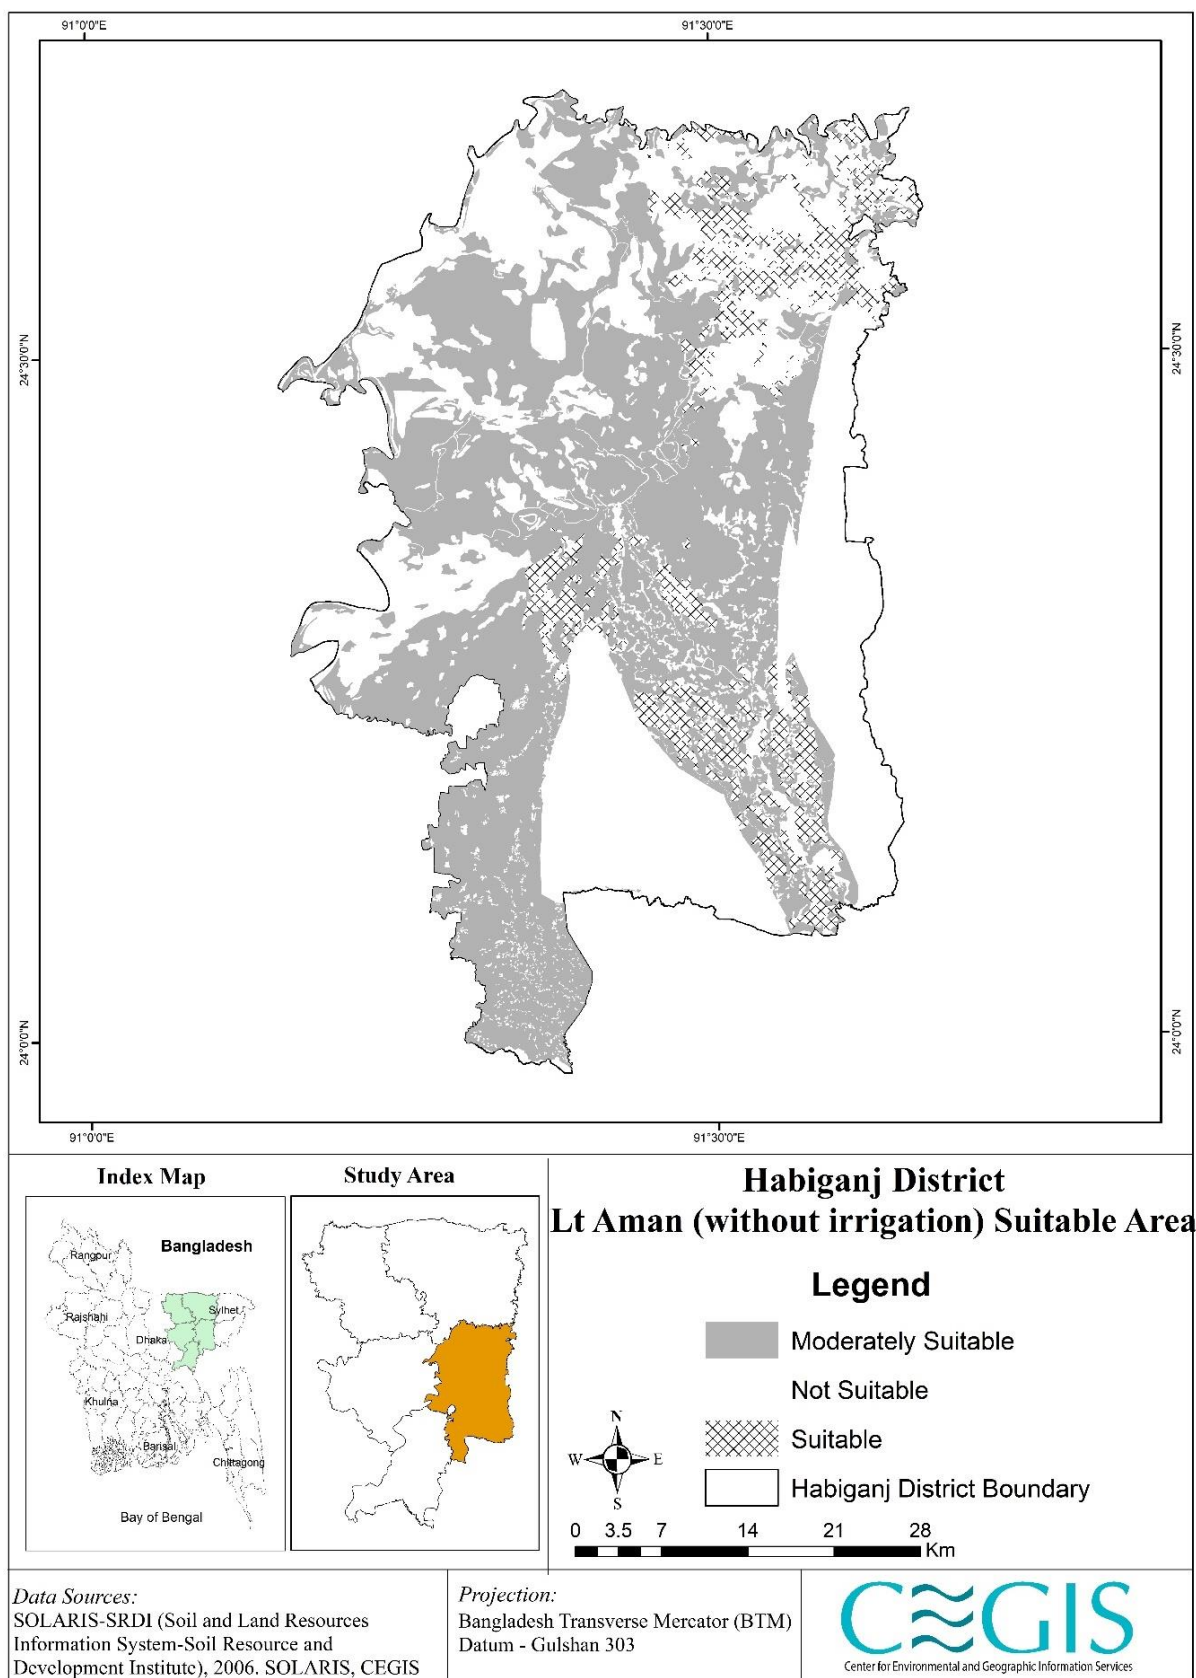 91°0'0"E
91°30'0"E
24°30'0"N
24°30'0"N
24°0'0"N
24°0'0"N
91°0'0"E
91°30'0"E
Index Map
Bangladesh
Rangpur
Rajshahi
Sylhet
Dhaka
Khulna
Barisal
Chittagong
Bay of Bengal
Study Area
Habiganj District
Lt Aman (without irrigation) Suitable Area
Legend
Moderately Suitable
Not Suitable
Suitable
Habiganj District Boundary
N
W E
S
0 3.5 7 14 21 28
Km
Data Sources:
SOLARIS-SRDI (Soil and Land Resources
Information System-Soil Resource and
Development Institute), 2006. SOLARIS, CEGIS
Projection:
Bangladesh Transverse Mercator (BTM)
Datum - Gulshan 303
CEGIS
Center for Environmental and Geographic Information Services